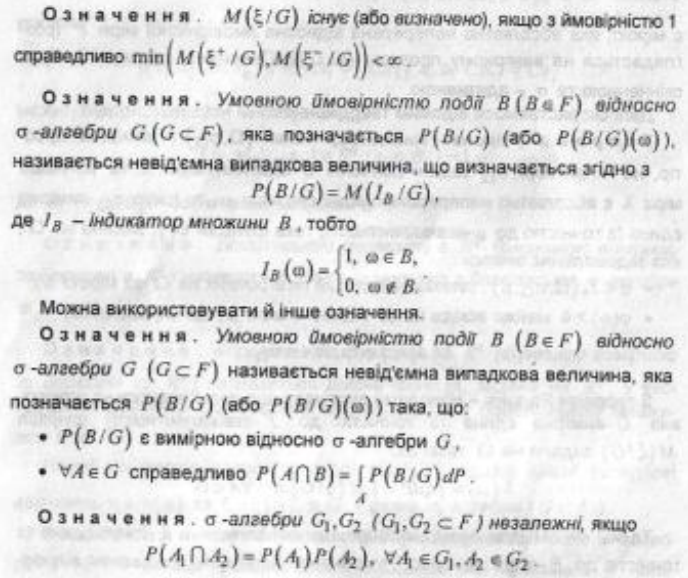 Означення. M(ξ/G) існує (або визначено), якщо з ймовірністю 1
справедливо min(M(ξ⁺/G), M(ξ⁻/G)) < ∞.
Означення. Умовною ймовірністю події B (B ∈ F) відносно
σ-алгебри G (G ⊂ F), яка позначається P(B/G) (або P(B/G)(ω)),
називається невід'ємна випадкова величина, що визначається згідно з
P(B/G) = M(I_B/G),
де I_B – індикатор множини B, тобто
I_B(ω) = {1, ω ∈ B,
0, ω ∉ B.
Можна використовувати й інше означення.
Означення. Умовною ймовірністю події B (B ∈ F) відносно
σ-алгебри G (G ⊂ F) називається невід'ємна випадкова величина, яка
позначається P(B/G) (або P(B/G)(ω)) така, що:
• P(B/G) є вимірною відносно σ-алгебри G,
• ∀A ∈ G справедливо P(A⋂B) = ∫_A P(B/G)dP.
Означення. σ-алгебри G₁,G₂ (G₁,G₂ ⊂ F) незалежні, якщо
P(A₁⋂A₂) = P(A₁)P(A₂), ∀A₁ ∈ G₁, A₂ ∈ G₂